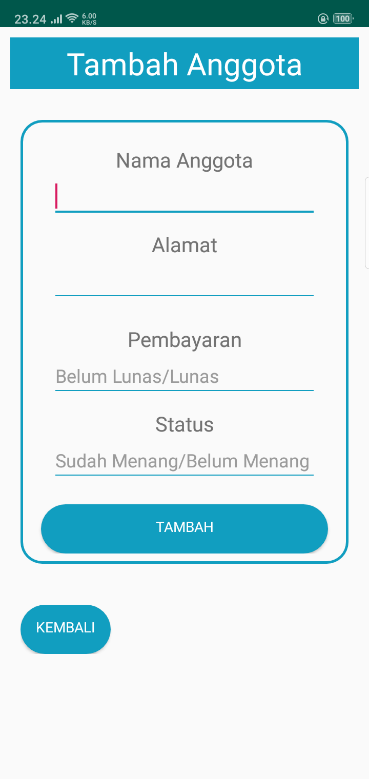 23.24 6.00 KB/S 100
Tambah Anggota
Nama Anggota
Alamat
Pembayaran
Belum Lunas/Lunas
Status
Sudah Menang/Belum Menang
TAMBAH
KEMBALI